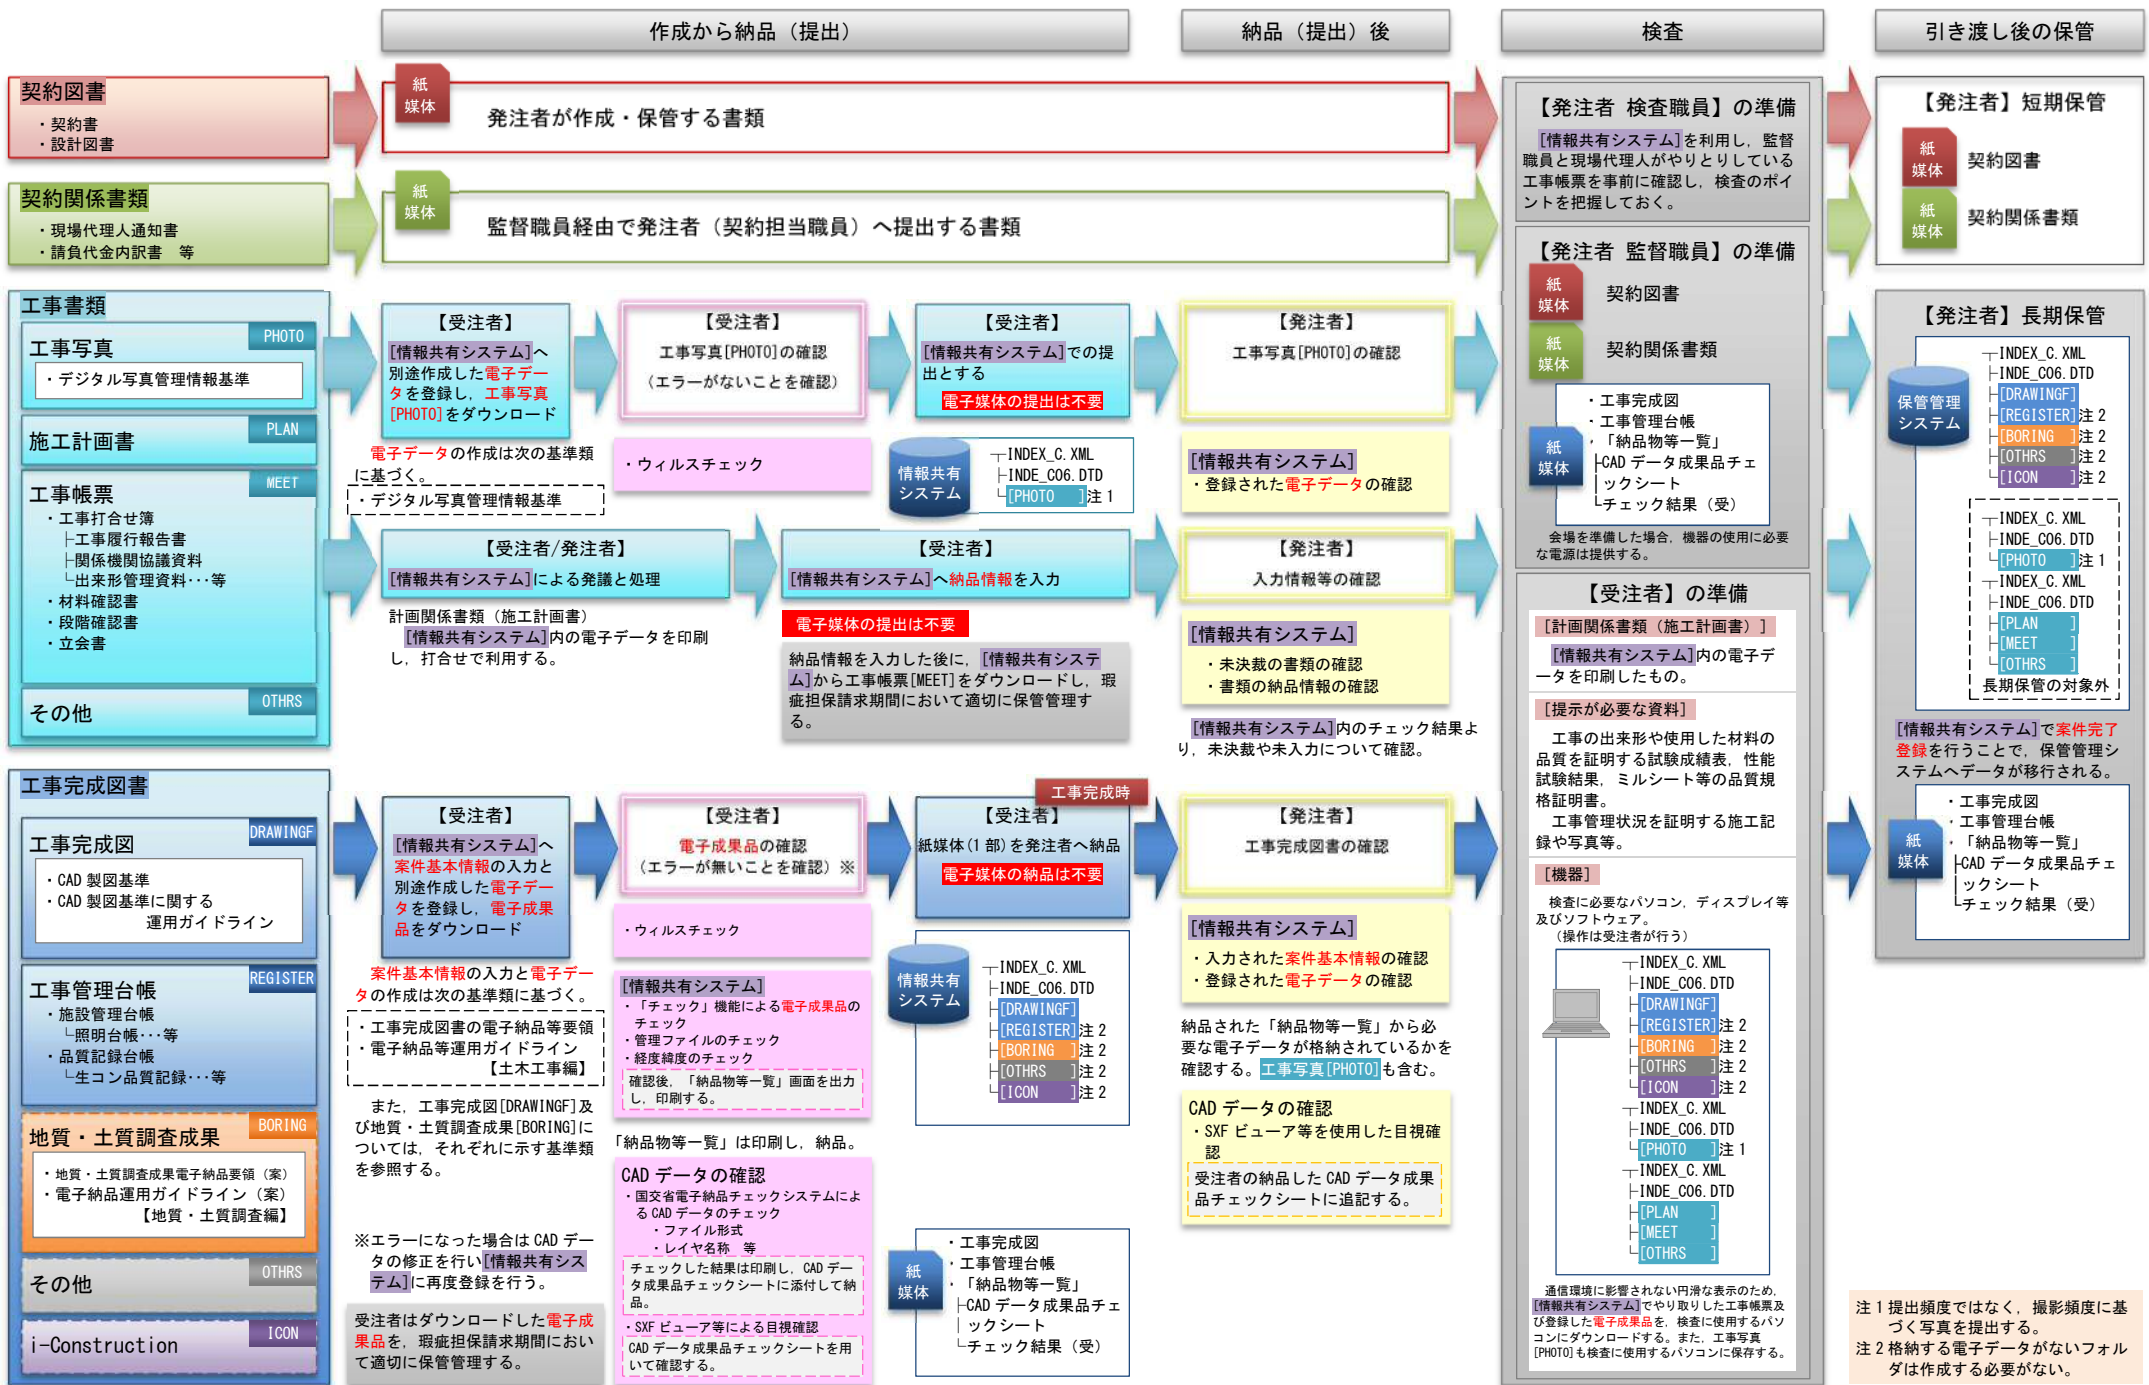 作成から納品（提出）
納品（提出）後
検査
引き渡し後の保管
契約図書
・契約書
・設計図書
紙
媒体
発注者が作成・保管する書類
契約関係書類
・現場代理人通知書
・請負代金内訳書　等
紙
媒体
監督職員経由で発注者（契約担当職員）へ提出する書類
工事書類
工事写真
PHOTO
・デジタル写真管理情報基準
施工計画書
PLAN
工事帳票
MEET
・工事打合せ簿
├工事履行報告書
├関係機関協議資料
└出来形管理資料･･･等
・材料確認書
・段階確認書
・立会書
その他
OTHRS
【受注者】
[情報共有システム]へ
別途作成した電子デー
タを登録し，工事写真
[PHOTO]をダウンロード
電子データの作成は次の基準類
に基づく。
・デジタル写真管理情報基準
【受注者】
工事写真[PHOTO]の確認
（エラーがないことを確認）
・ウィルスチェック
【受注者】
[情報共有システム]での提
出とする
電子媒体の提出は不要
情報共有
システム
┬INDEX_C.XML
├INDE_C06.DTD
└[PHOTO　]注1
【発注者】
工事写真[PHOTO]の確認
[情報共有システム]
・登録された電子データの確認
【受注者/発注者】
[情報共有システム]による発議と処理
計画関係書類（施工計画書）
[情報共有システム]内の電子データを印刷
し，打合せで利用する。
【受注者】
[情報共有システム]へ納品情報を入力
電子媒体の提出は不要
納品情報を入力した後に，[情報共有システ
ム]から工事帳票[MEET]をダウンロードし，瑕
疵担保請求期間において適切に保管管理す
る。
【発注者】
入力情報等の確認
[情報共有システム]
・未決裁の書類の確認
・書類の納品情報の確認
[情報共有システム]内のチェック結果よ
り，未決裁や未入力について確認。
工事完成図書
工事完成図
DRAWINGF
・CAD 製図基準
・CAD 製図基準に関する
運用ガイドライン
工事管理台帳
REGISTER
・施設管理台帳
└照明台帳･･･等
・品質記録台帳
└生コン品質記録･･･等
地質・土質調査成果
BORING
・地質・土質調査成果電子納品要領（案）
・電子納品運用ガイドライン（案）
【地質・土質調査編】
その他
OTHRS
i-Construction
ICON
【受注者】
[情報共有システム]へ
案件基本情報の入力と
別途作成した電子デー
タを登録し，電子成果
品をダウンロード
案件基本情報の入力と電子デー
タの作成は次の基準類に基づく。
・工事完成図書の電子納品等要領
・電子納品等運用ガイドライン
【土木工事編】
また，工事完成図[DRAWINGF]及
び地質・土質調査成果[BORING]に
ついては，それぞれに示す基準類
を参照する。
※エラーになった場合は CAD デー
タの修正を行い[情報共有シス
テム]に再度登録を行う。
受注者はダウンロードした電子成
果品を，瑕疵担保請求期間におい
て適切に保管管理する。
【受注者】
電子成果品の確認
（エラーが無いことを確認）※
・ウィルスチェック
[情報共有システム]
・「チェック」機能による電子成果品の
チェック
・管理ファイルのチェック
・経度緯度のチェック
確認後，「納品物等一覧」画面を出力
し，印刷する。
「納品物等一覧」は印刷し，納品。
CAD データの確認
・国交省電子納品チェックシステムによ
る CAD データのチェック
・ファイル形式
・レイヤ名称　等
チェックした結果は印刷し，CAD デー
タ成果品チェックシートに添付して納
品。
・SXF ビューア等による目視確認
CAD データ成果品チェックシートを用
いて確認する。
工事完成時
【受注者】
紙媒体(1 部)を発注者へ納品
電子媒体の納品は不要
情報共有
システム
┬INDEX_C.XML
├INDE_C06.DTD
├[DRAWINGF]
├[REGISTER]注2
├[BORING　]注2
├[OTHRS　]注2
└[ICON　]注2
紙
媒体
・工事完成図
・工事管理台帳
・「納品物等一覧」
├CAD データ成果品チェ
│ックシート
└チェック結果（受）
【発注者】
工事完成図書の確認
[情報共有システム]
・入力された案件基本情報の確認
・登録された電子データの確認
納品された「納品物等一覧」から必
要な電子データが格納されているかを
確認する。工事写真[PHOTO]も含む。
CAD データの確認
・SXF ビューア等を使用した目視確
認
受注者の納品した CAD データ成果
品チェックシートに追記する。
【発注者 検査職員】の準備
[情報共有システム]を利用し，監督
職員と現場代理人がやりとりしている
工事帳票を事前に確認し，検査のポイ
ントを把握しておく。
【発注者 監督職員】の準備
紙
媒体
契約図書
紙
媒体
契約関係書類
紙
媒体
・工事完成図
・工事管理台帳
・「納品物等一覧」
├CAD データ成果品チェ
│ックシート
└チェック結果（受）
会場を準備した場合，機器の使用に必要
な電源は提供する。
【受注者】の準備
[計画関係書類（施工計画書）]
[情報共有システム]内の電子デ
ータを印刷したもの。
[提示が必要な資料]
工事の出来形や使用した材料の
品質を証明する試験成績表，性能
試験結果，ミルシート等の品質規
格証明書。
工事管理状況を証明する施工記
録や写真等。
[機器]
検査に必要なパソコン，ディスプレイ等
及びソフトウェア。
（操作は受注者が行う）
┬INDEX_C.XML
├INDE_C06.DTD
├[DRAWINGF]
├[REGISTER]注2
├[BORING　]注2
├[OTHRS　]注2
└[ICON　]注2
┬INDEX_C.XML
├INDE_C06.DTD
└[PHOTO　]注1
┬INDEX_C.XML
├INDE_C06.DTD
├[PLAN　]
├[MEET　]
└[OTHRS　]
通信環境に影響されない円滑な表示のため，
[情報共有システム]でやり取りした工事帳票及
び登録した電子成果品を，検査に使用するパソ
コンにダウンロードする。また，工事写真
[PHOTO]も検査に使用するパソコンに保存する。
【発注者】短期保管
紙
媒体
契約図書
紙
媒体
契約関係書類
【発注者】長期保管
保管管理
システム
┬INDEX_C.XML
├INDE_C06.DTD
├[DRAWINGF]
├[REGISTER]注2
├[BORING　]注2
├[OTHRS　]注2
└[ICON　]注2
┬INDEX_C.XML
├INDE_C06.DTD
└[PHOTO　]注1
┬INDEX_C.XML
├INDE_C06.DTD
├[PLAN　]
├[MEET　]
└[OTHRS　]
長期保管の対象外
[情報共有システム]で案件完了
登録を行うことで，保管管理シ
ステムへデータが移行される。
紙
媒体
・工事完成図
・工事管理台帳
・「納品物等一覧」
├CAD データ成果品チェ
│ックシート
└チェック結果（受）
注1 提出頻度ではなく，撮影頻度に基
づく写真を提出する。
注2 格納する電子データがないフォル
ダは作成する必要がない。